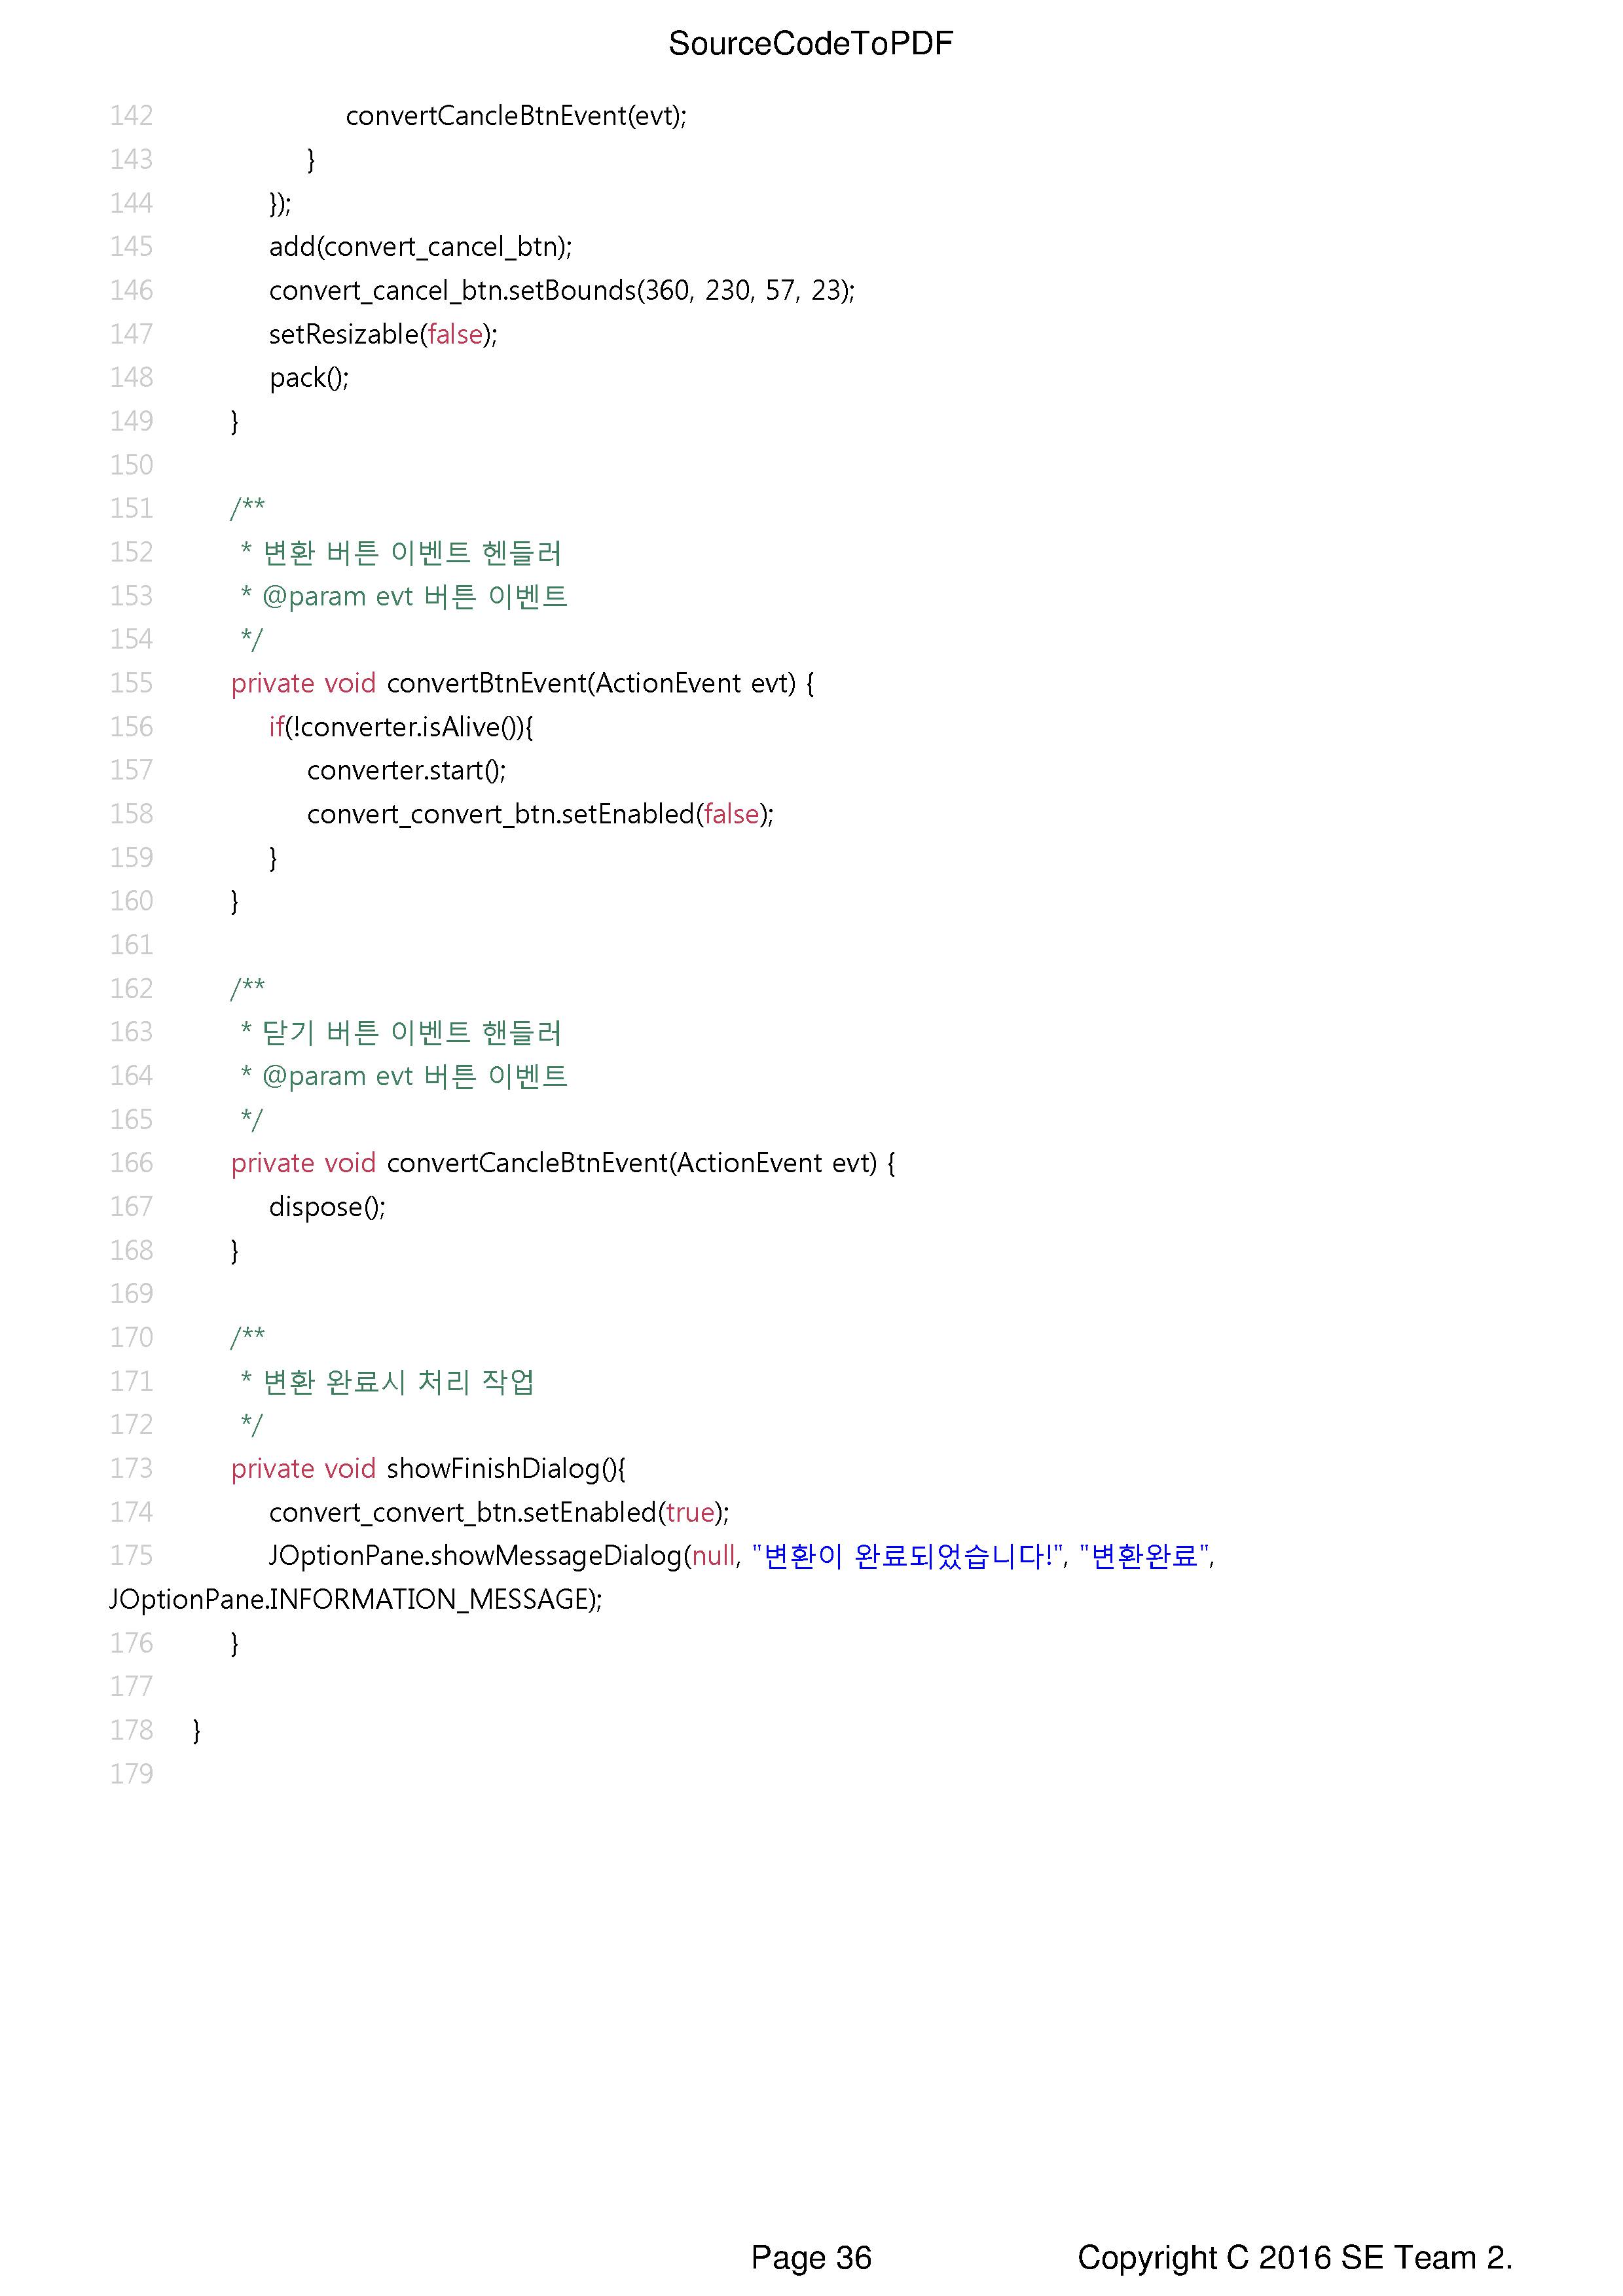 SourceCodeToPDF
142 convertCancleBtnEvent(evt);
143 }
144 });
145 add(convert_cancel_btn);
146 convert_cancel_btn.setBounds(360, 230, 57, 23);
147 setResizable(false);
148 pack();
149 }
150
151 /**
152 * 변환 버튼 이벤트 헨들러
153 * @param evt 버튼 이벤트
154 */
155 private void convertBtnEvent(ActionEvent evt) {
156 if(!converter.isAlive()){
157 converter.start();
158 convert_convert_btn.setEnabled(false);
159 }
160 }
161
162 /**
163 * 닫기 버튼 이벤트 핸들러
164 * @param evt 버튼 이벤트
165 */
166 private void convertCancleBtnEvent(ActionEvent evt) {
167 dispose();
168 }
169
170 /**
171 * 변환 완료시 처리 작업
172 */
173 private void showFinishDialog(){
174 convert_convert_btn.setEnabled(true);
175 JOptionPane.showMessageDialog(null, "변환이 완료되었습니다!", "변환완료",
JOptionPane.INFORMATION_MESSAGE);
176 }
177
178 }
179
Page 36 Copyright C 2016 SE Team 2.